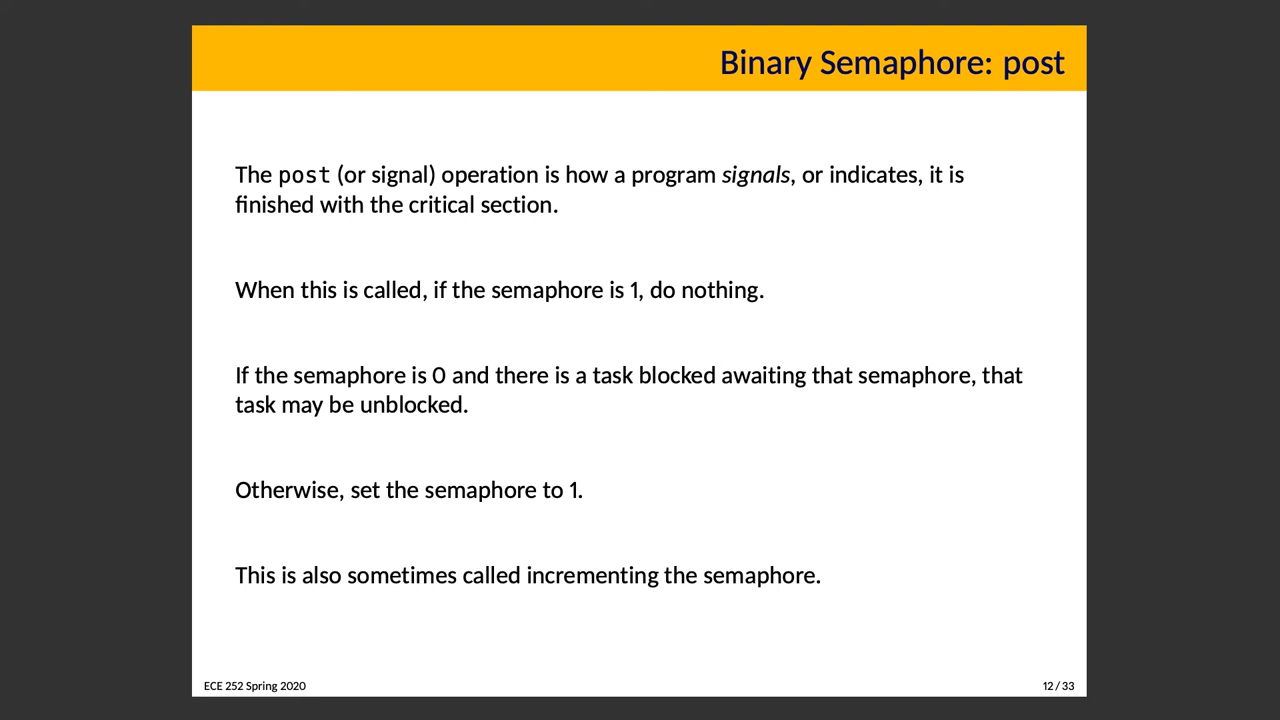 Binary Semaphore: post
The post (or signal) operation is how a program signals, or indicates, it is
finished with the critical section.
When this is called, if the semaphore is 1, do nothing.
If the semaphore is 0 and there is a task blocked awaiting that semaphore, that
task may be unblocked.
Otherwise, set the semaphore to 1.
This is also sometimes called incrementing the semaphore.
ECE 252 Spring 2020
12 / 33